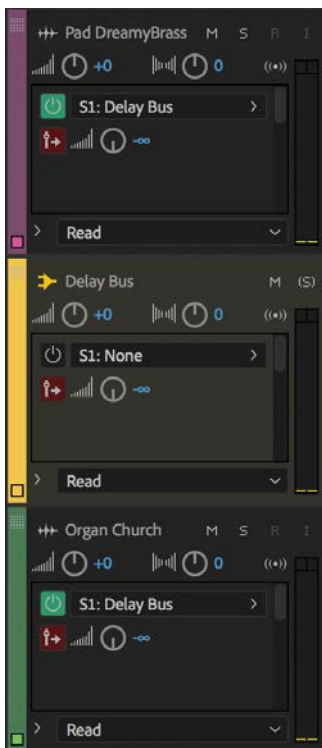 Pad DreamyBrass M S R I
+0 0
S1: Delay Bus >
-∞
> Read
Delay Bus M (S)
+0 0
S1: None >
-∞
> Read
Organ Church M S R I
+0 0
S1: Delay Bus >
-∞
> Read